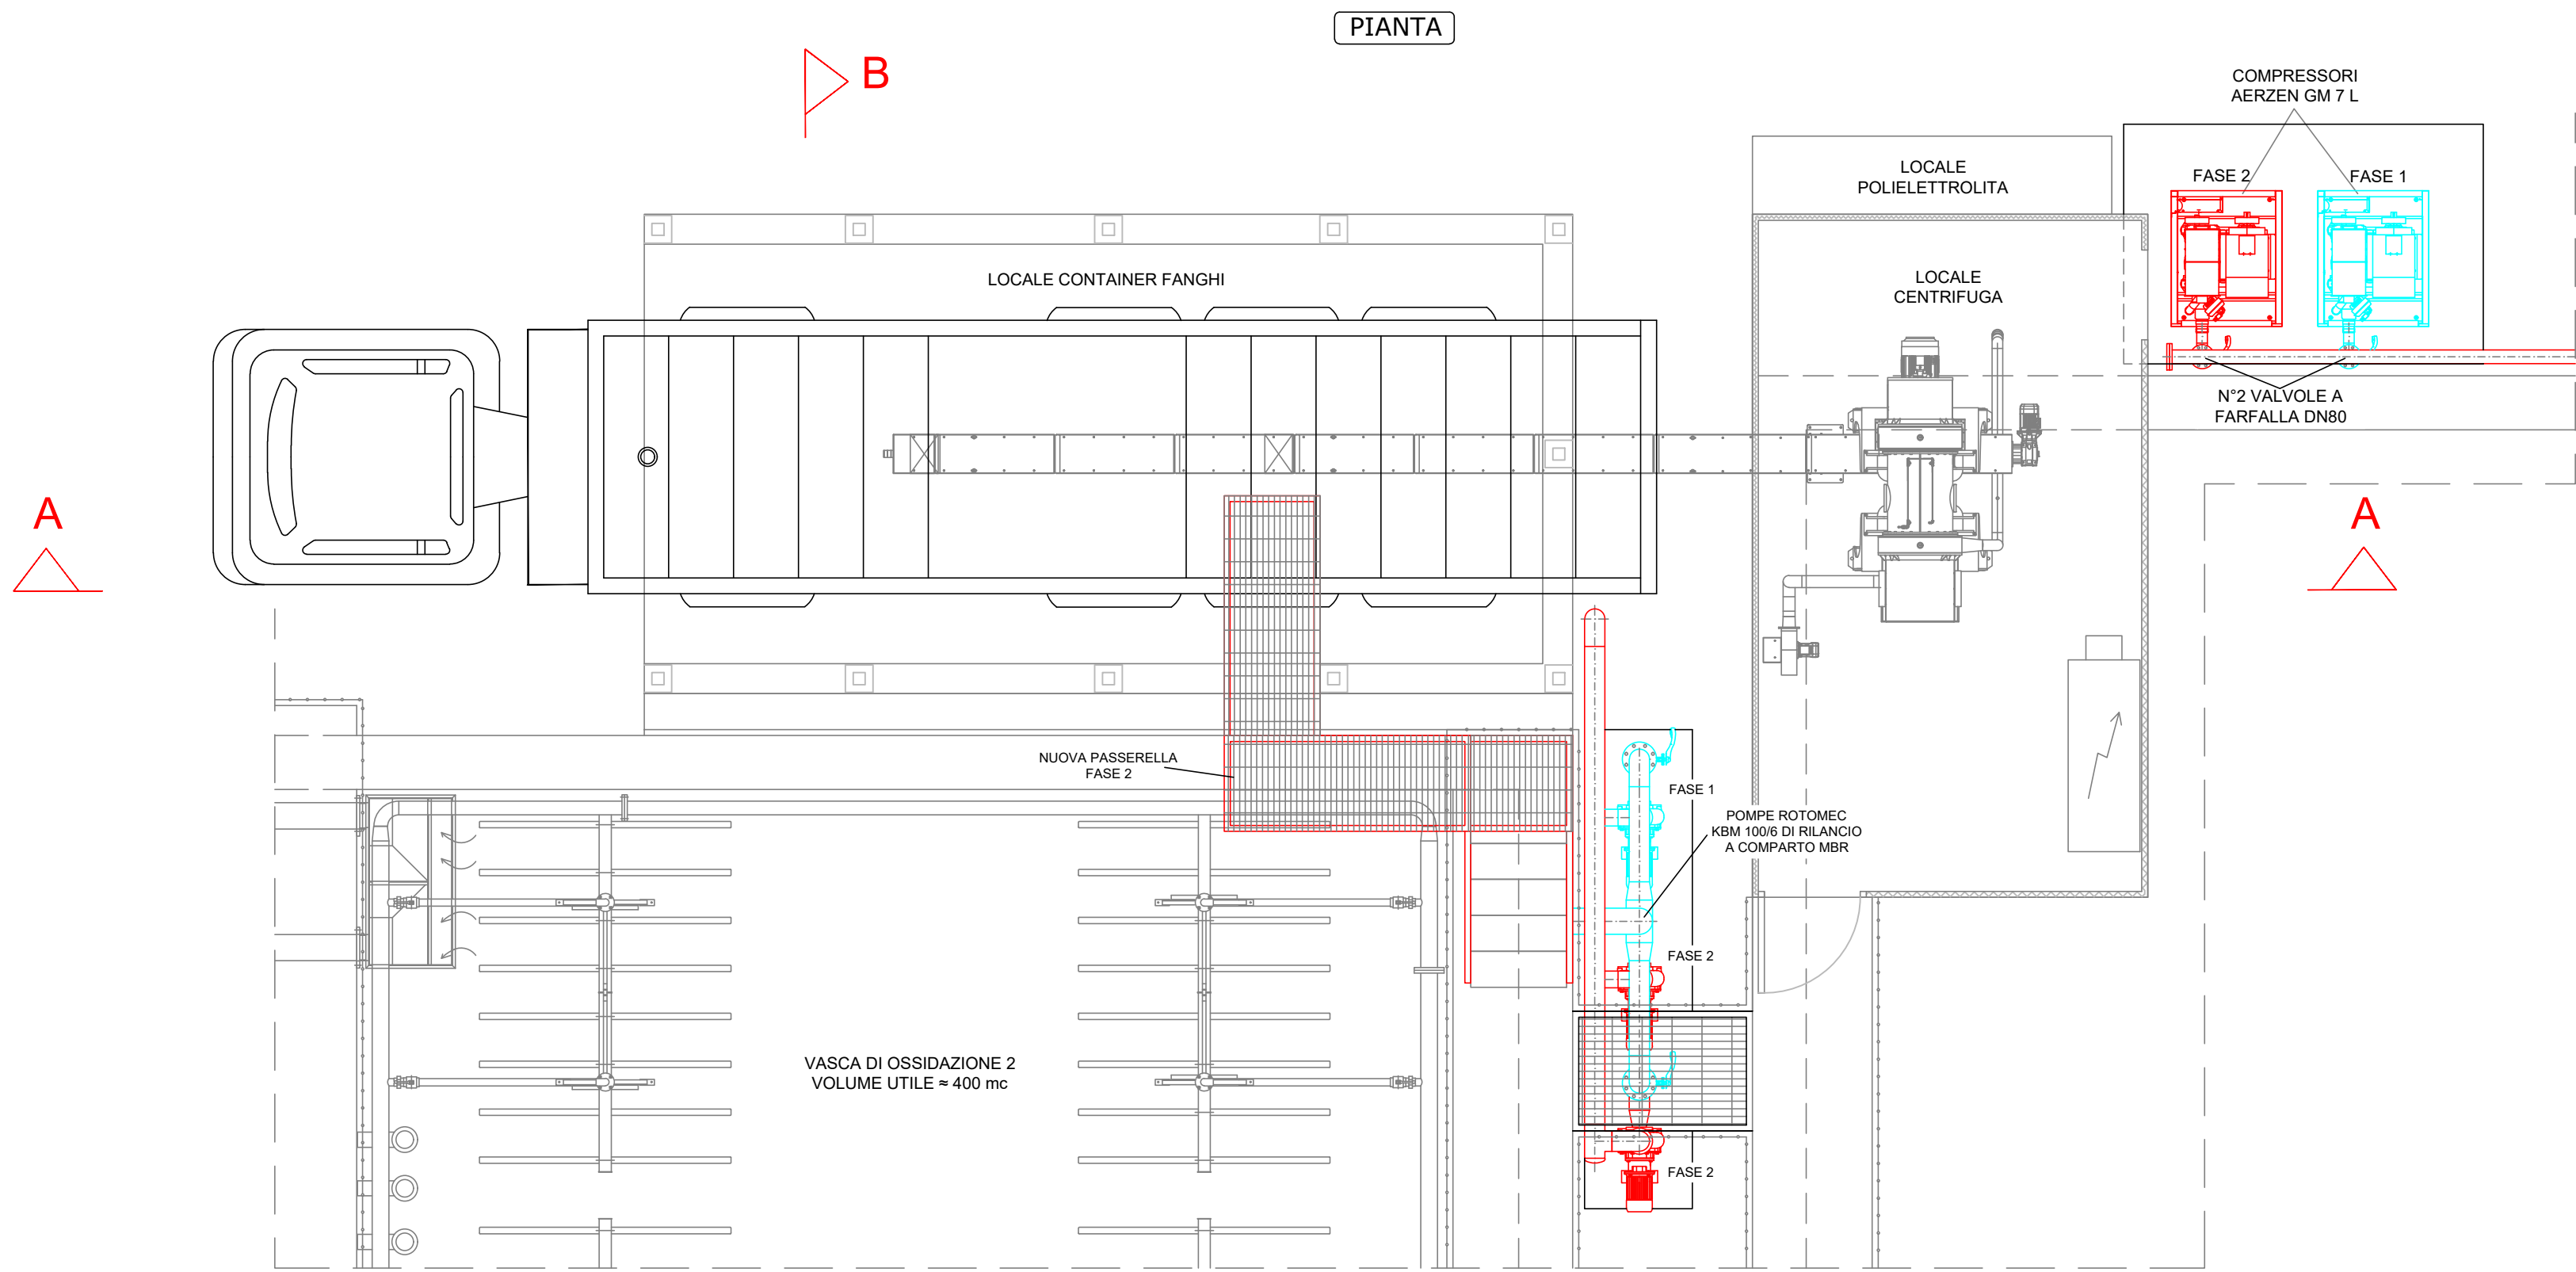 PIANTA
B
COMPRESSORI
AERZEN GM 7 L
FASE 2
FASE 1
LOCALE
POLIELETTROLITA
LOCALE CONTAINER FANGHI
LOCALE
CENTRIFUGA
N°2 VALVOLE A
FARFALLA DN80
A
A
NUOVA PASSERELLA
FASE 2
FASE 1
POMPE ROTOMEC
KBM 100/6 DI RILANCIO
A COMPARTO MBR
FASE 2
VASCA DI OSSIDAZIONE 2
VOLUME UTILE ≈ 400 mc
FASE 2